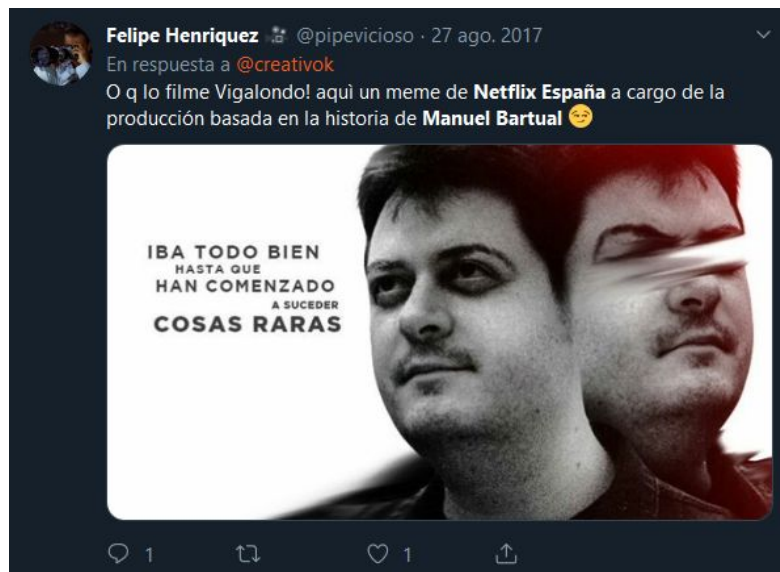 Felipe Henriquez 🎥 @pipevicioso · 27 ago. 2017
En respuesta a @creativok
O q lo filme Vigalondo! aquì un meme de Netflix España a cargo de la
producción basada en la historia de Manuel Bartual 😏
IBA TODO BIEN
HASTA QUE
HAN COMENZADO
A SUCEDER
COSAS RARAS
1
1